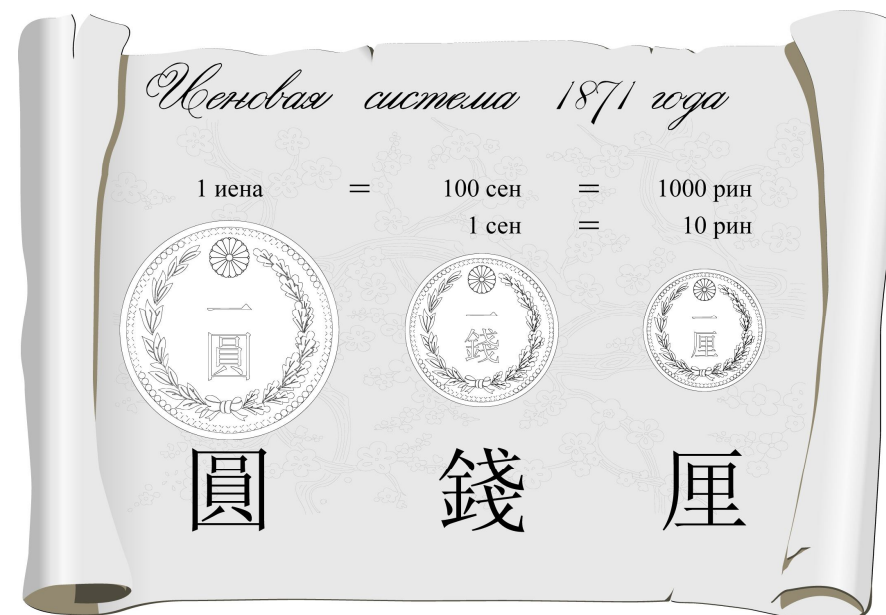 Иеновая система 1871 года
1 иена = 100 сен = 1000 рин
1 сен = 10 рин
一圓 一錢 一厘
圓 錢 厘